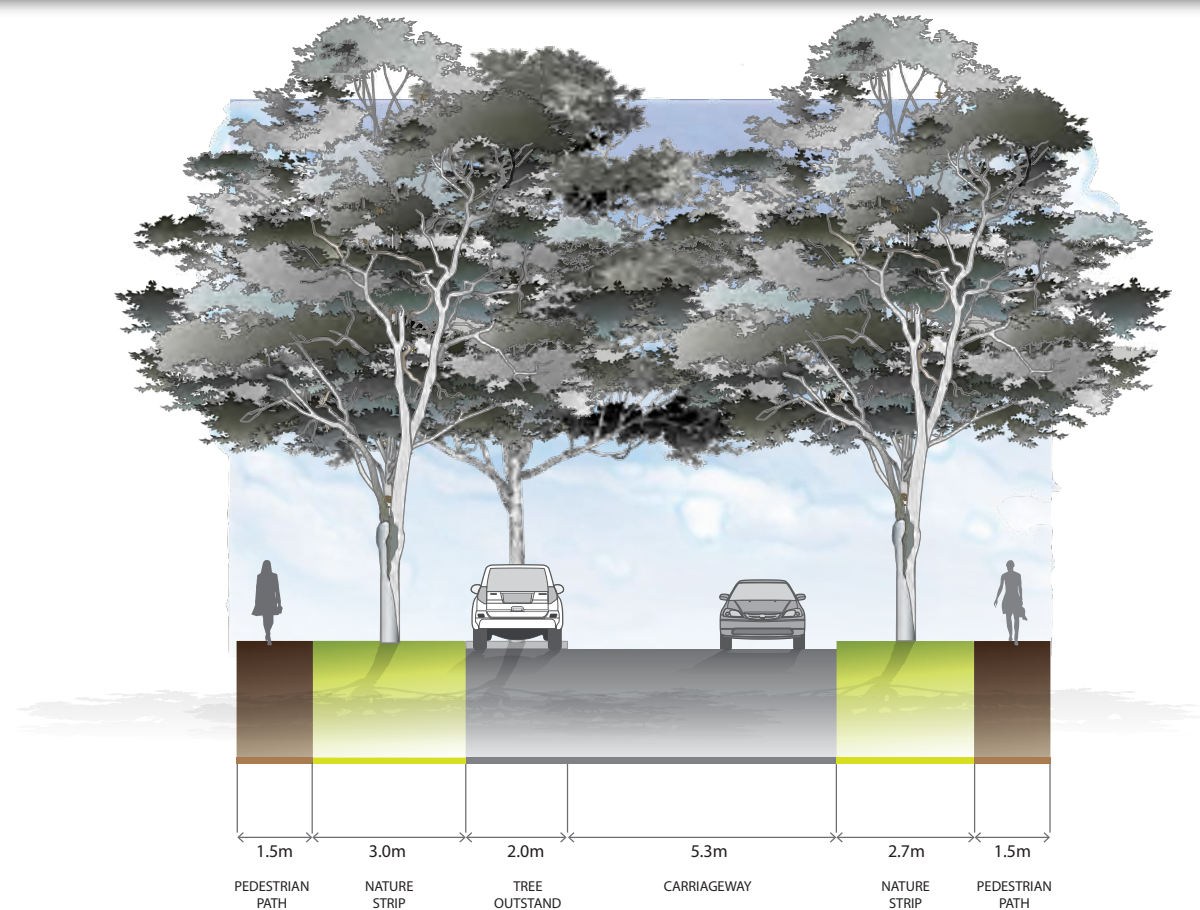 1.5m 3.0m 2.0m 5.3m 2.7m 1.5m
PEDESTRIAN NATURE TREE CARRIAGEWAY NATURE PEDESTRIAN
PATH STRIP OUTSTAND STRIP PATH